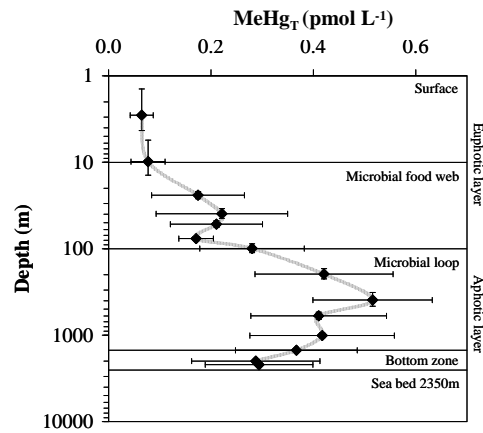 MeHgT (pmol L-1)
0.0 0.2 0.4 0.6
1
Surface
Euphotic layer
10
Microbial food web
Depth (m)
100
Microbial loop
Aphotic layer
1000
Bottom zone
Sea bed 2350m
10000